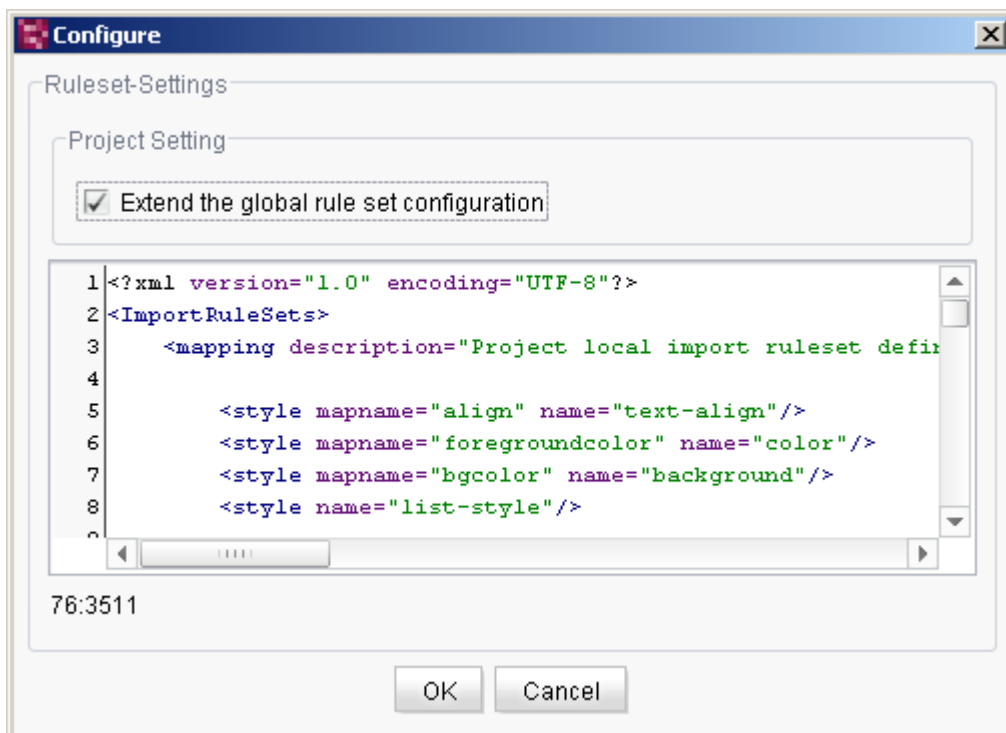 Configure
Ruleset-Settings
Project Setting
Extend the global rule set configuration
1<?xml version="1.0" encoding="UTF-8"?>
2<ImportRuleSets>
3    <mapping description="Project local import ruleset defin
4
5        <style mapname="align" name="text-align"/>
6        <style mapname="foregroundcolor" name="color"/>
7        <style mapname="bgcolor" name="background"/>
8        <style name="list-style"/>
76:3511
OK Cancel